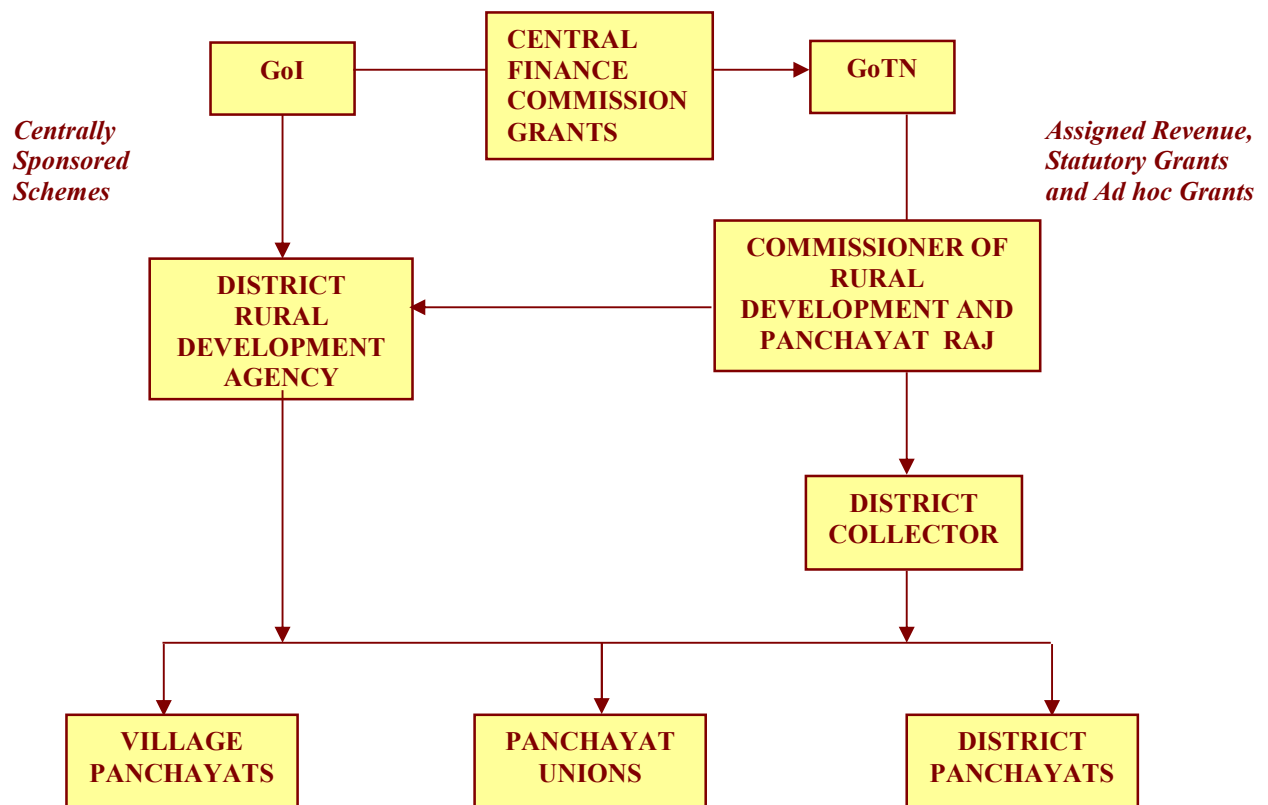 GoI
CENTRAL
FINANCE
COMMISSION
GRANTS
GoTN
Centrally
Sponsored
Schemes
Assigned Revenue,
Statutory Grants
and Ad hoc Grants
DISTRICT
RURAL
DEVELOPMENT
AGENCY
COMMISSIONER OF
RURAL
DEVELOPMENT AND
PANCHAYAT RAJ
DISTRICT
COLLECTOR
VILLAGE
PANCHAYATS
PANCHAYAT
UNIONS
DISTRICT
PANCHAYATS